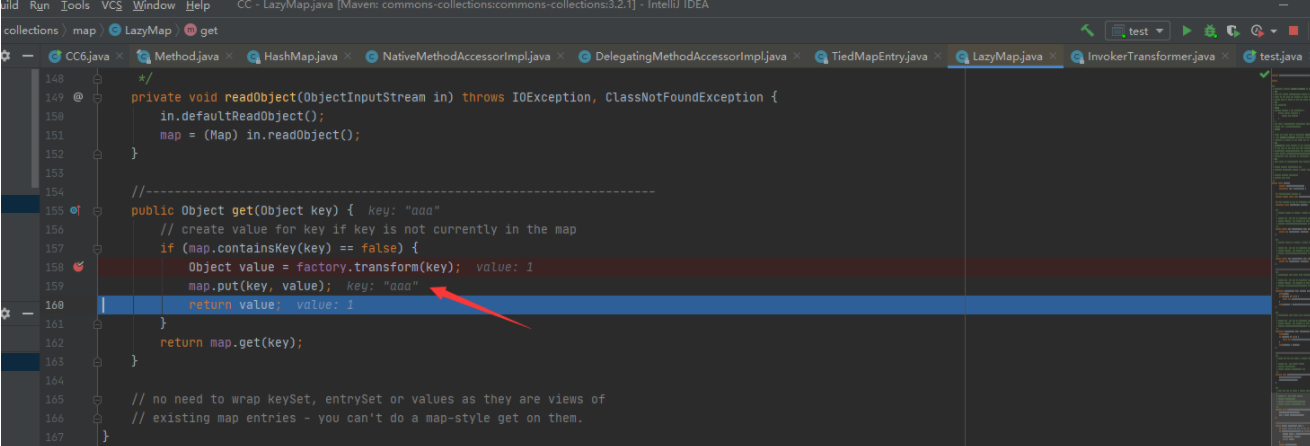 uild Run Tools VCS Window Help CC - LazyMap.java [Maven: commons-collections:commons-collections:3.2.1] - IntelliJ IDEA
collections map LazyMap get test
CC6.java Method.java HashMap.java NativeMethodAccessorImpl.java DelegatingMethodAccessorImpl.java TiedMapEntry.java LazyMap.java InvokerTransformer.java test.java
148 */
149 @ private void readObject(ObjectInputStream in) throws IOException, ClassNotFoundException {
150 in.defaultReadObject();
151 map = (Map) in.readObject();
152 }
153
154 //-----------------------------------------------------------------------
155 public Object get(Object key) { key: "aaa"
156 // create value for key if key is not currently in the map
157 if (map.containsKey(key) == false) {
158 Object value = factory.transform(key); value: 1
159 map.put(key, value); key: "aaa"
160 return value; value: 1
161 }
162 return map.get(key);
163 }
164
165 // no need to wrap keySet, entrySet or values as they are views of
166 // existing map entries - you can't do a map-style get on them.
167 }